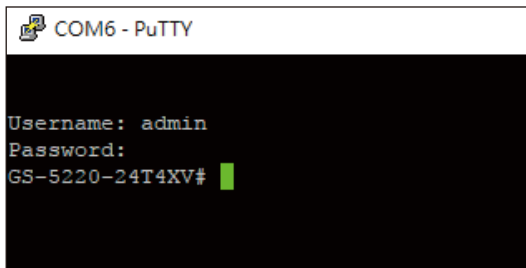 COM6 - PuTTY
Username: admin
Password:
GS-5220-24T4XV#